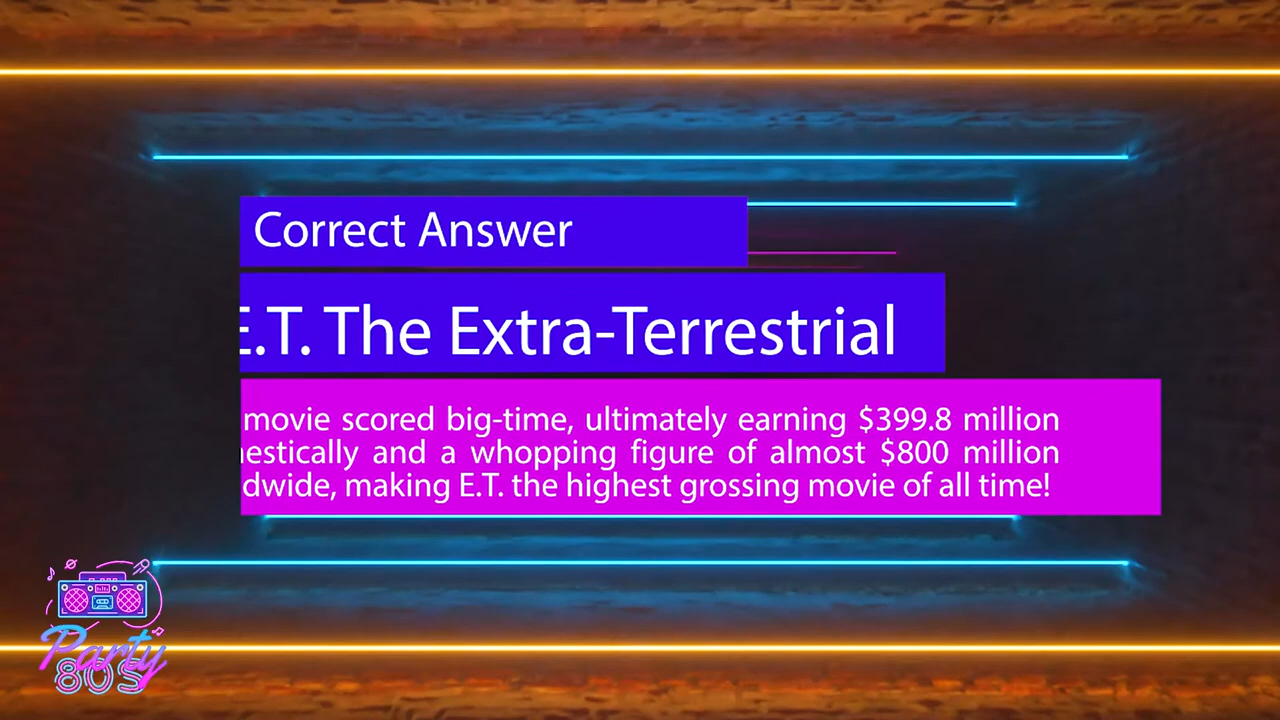 Correct Answer
E.T. The Extra-Terrestrial
movie scored big-time, ultimately earning $399.8 million
estically and a whopping figure of almost $800 million
dwide, making E.T. the highest grossing movie of all time!
Party
80s